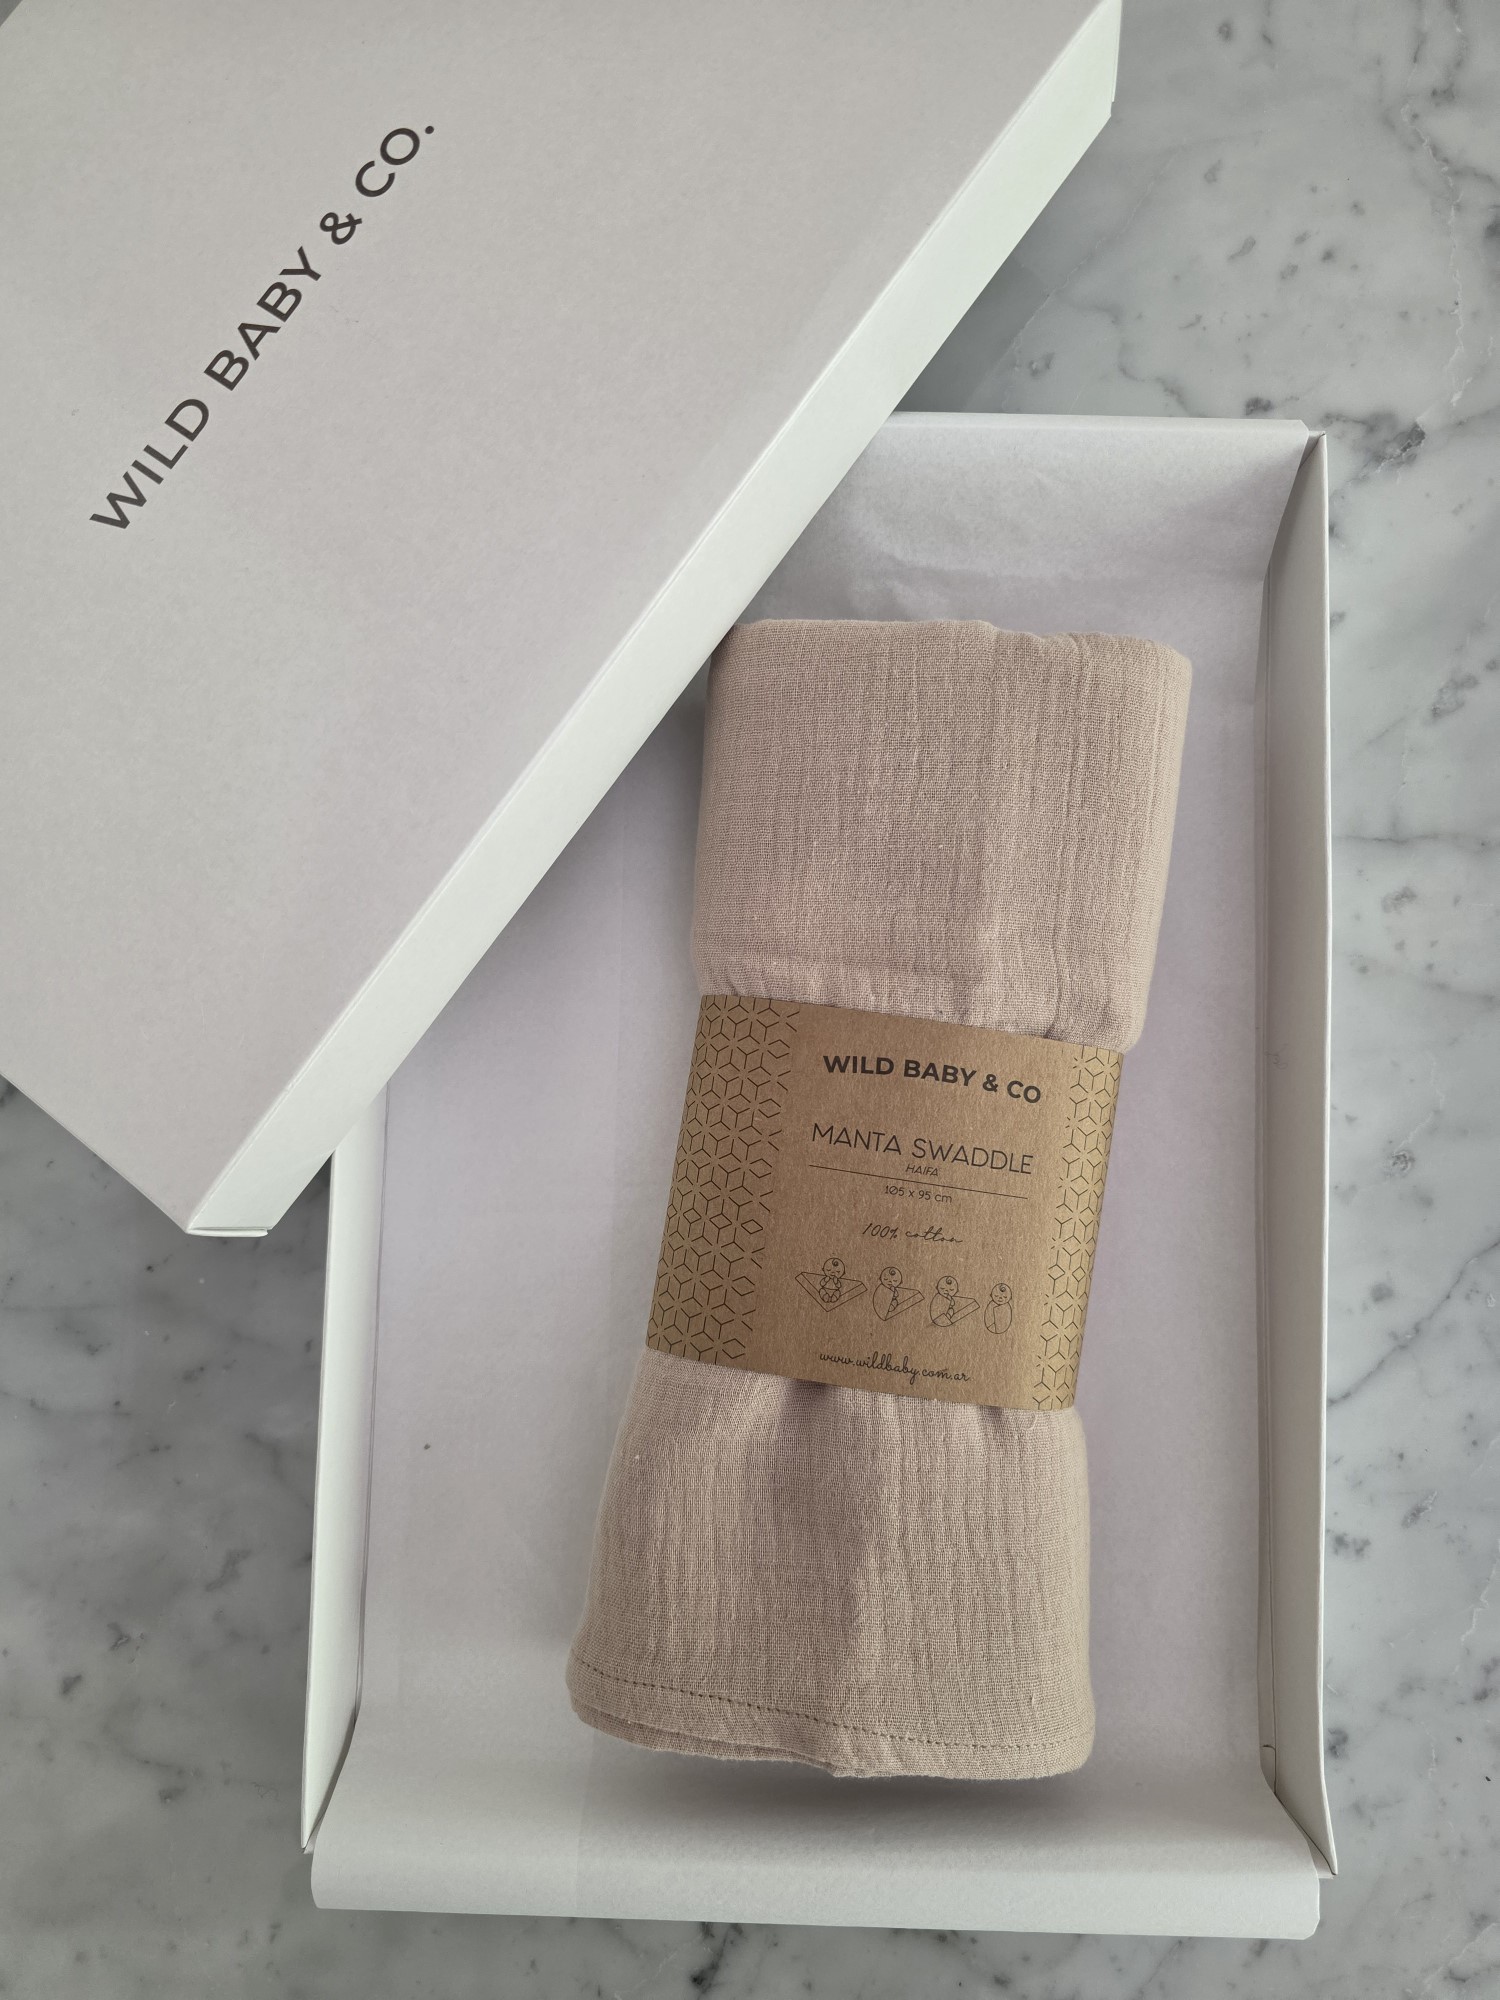 WILD BABY & CO.
WILD BABY & CO
MANTA SWADDLE
HAIFA
105 x 95 cm
100% cotton
www.wildbaby.com.ar